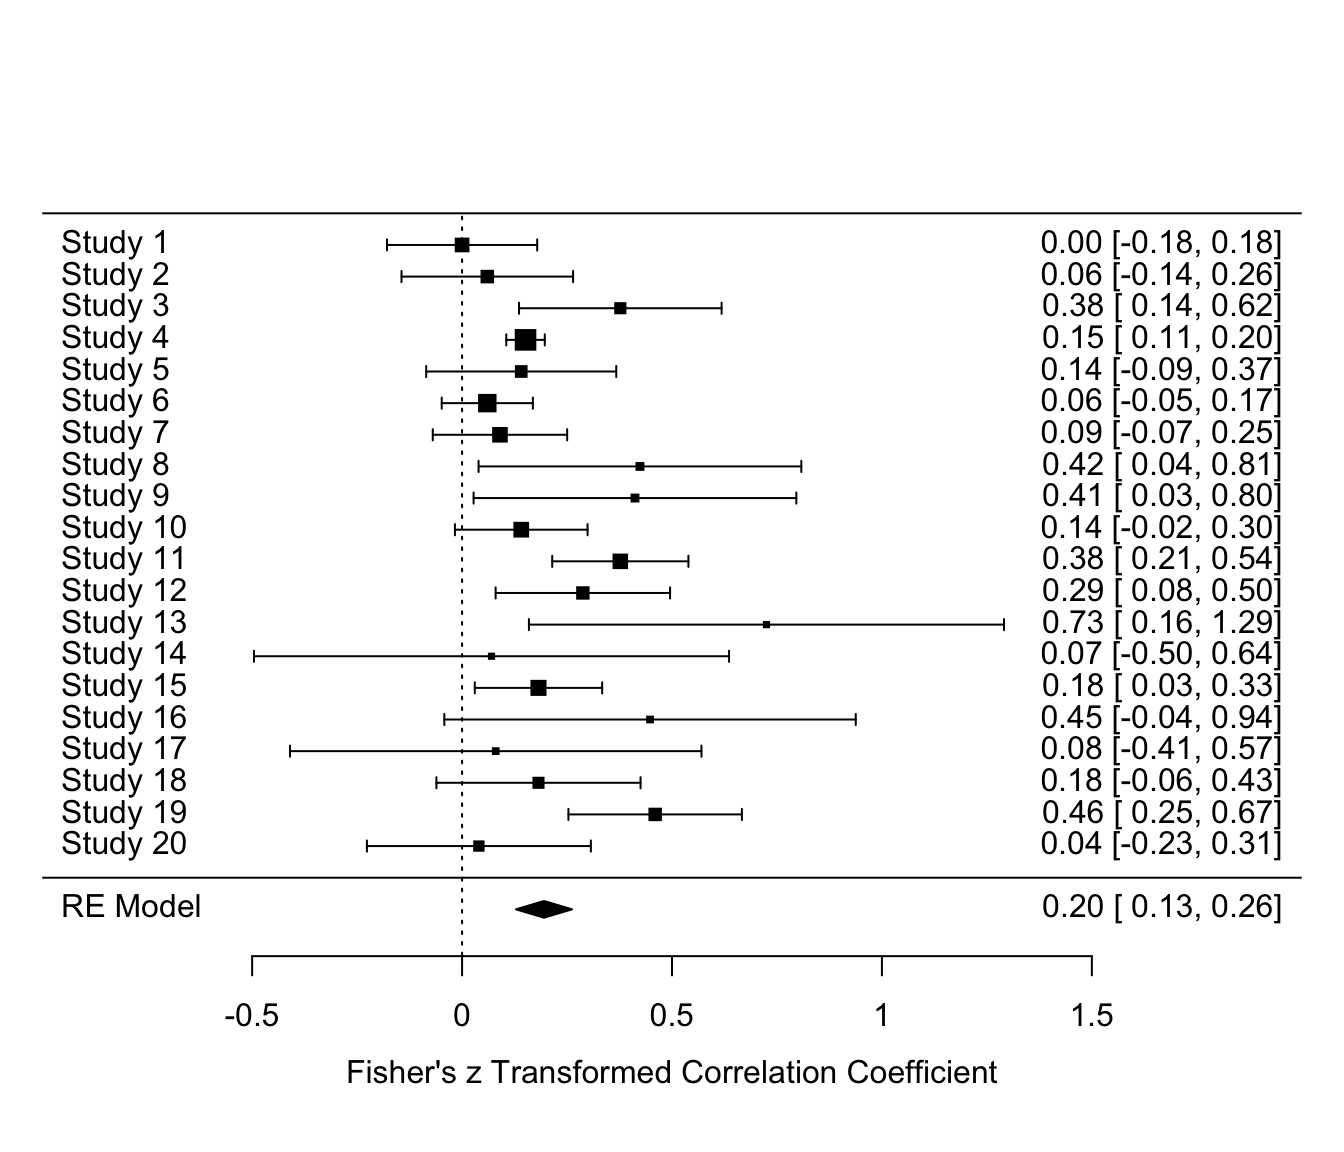 Study 1 0.00 [-0.18, 0.18]
Study 2 0.06 [-0.14, 0.26]
Study 3 0.38 [ 0.14, 0.62]
Study 4 0.15 [ 0.11, 0.20]
Study 5 0.14 [-0.09, 0.37]
Study 6 0.06 [-0.05, 0.17]
Study 7 0.09 [-0.07, 0.25]
Study 8 0.42 [ 0.04, 0.81]
Study 9 0.41 [ 0.03, 0.80]
Study 10 0.14 [-0.02, 0.30]
Study 11 0.38 [ 0.21, 0.54]
Study 12 0.29 [ 0.08, 0.50]
Study 13 0.73 [ 0.16, 1.29]
Study 14 0.07 [-0.50, 0.64]
Study 15 0.18 [ 0.03, 0.33]
Study 16 0.45 [-0.04, 0.94]
Study 17 0.08 [-0.41, 0.57]
Study 18 0.18 [-0.06, 0.43]
Study 19 0.46 [ 0.25, 0.67]
Study 20 0.04 [-0.23, 0.31]
RE Model 0.20 [ 0.13, 0.26]
-0.5 0 0.5 1 1.5
Fisher's z Transformed Correlation Coefficient